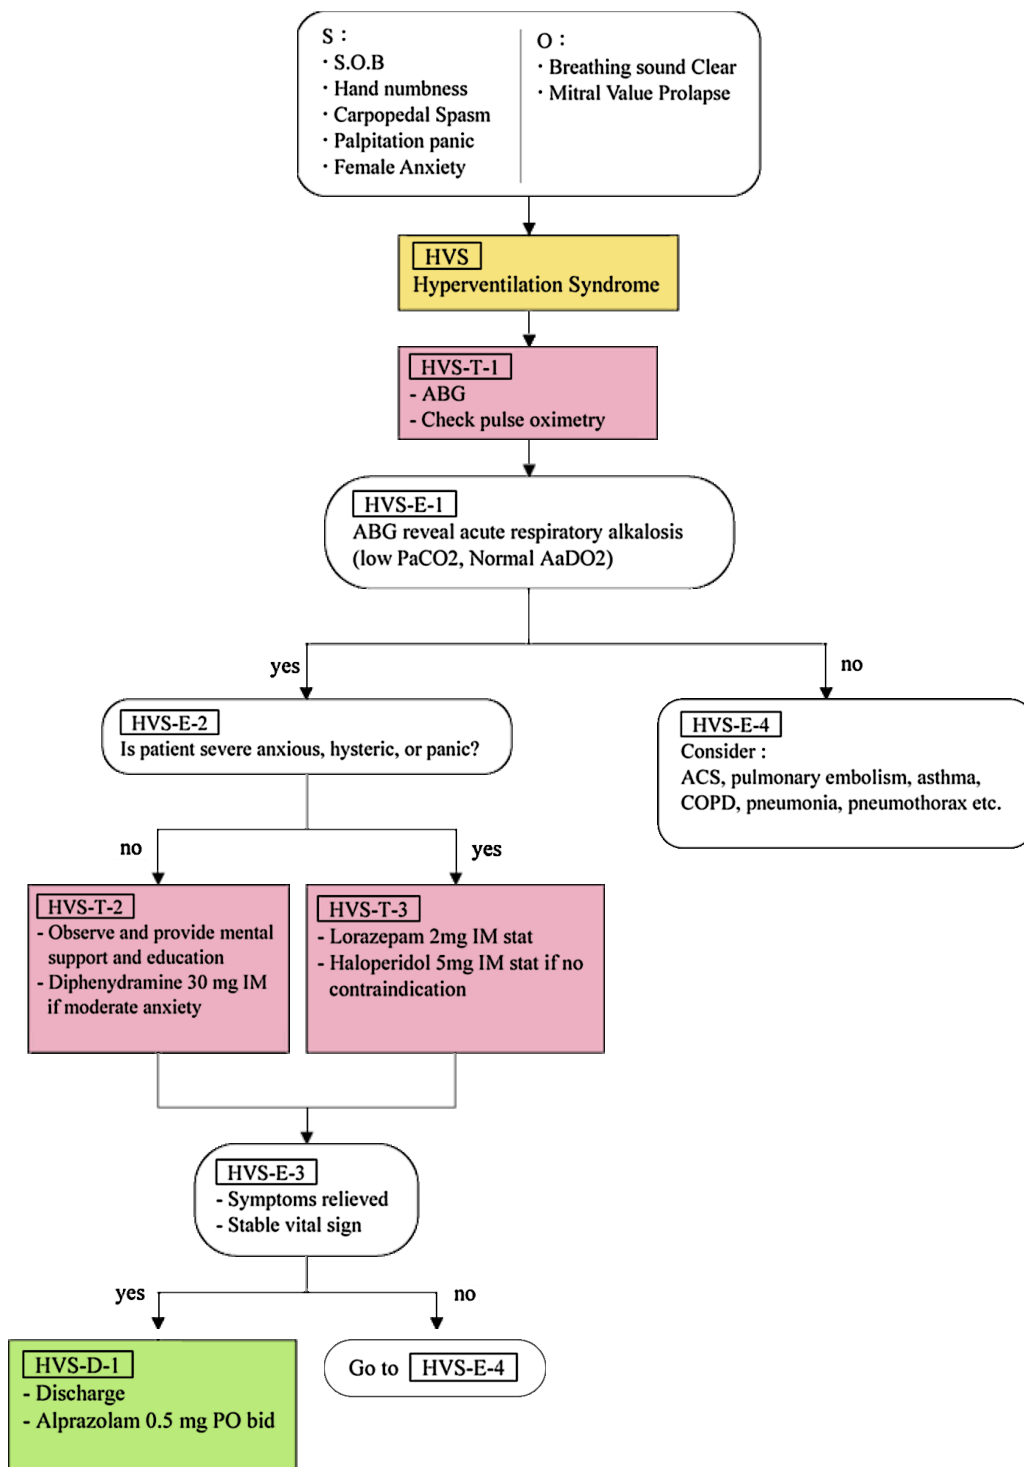 S :
· S.O.B
· Hand numbness
· Carpopedal Spasm
· Palpitation panic
· Female Anxiety
O :
· Breathing sound Clear
· Mitral Value Prolapse
HVS
Hyperventilation Syndrome
HVS-T-1
- ABG
- Check pulse oximetry
HVS-E-1
ABG reveal acute respiratory alkalosis
(low PaCO2, Normal AaDO2)
yes
no
HVS-E-2
Is patient severe anxious, hysteric, or panic?
HVS-E-4
Consider :
ACS, pulmonary embolism, asthma,
COPD, pneumonia, pneumothorax etc.
no
yes
HVS-T-2
- Observe and provide mental
support and education
- Diphenydramine 30 mg IM
if moderate anxiety
HVS-T-3
- Lorazepam 2mg IM stat
- Haloperidol 5mg IM stat if no
contraindication
HVS-E-3
- Symptoms relieved
- Stable vital sign
yes
no
HVS-D-1
- Discharge
- Alprazolam 0.5 mg PO bid
Go to HVS-E-4